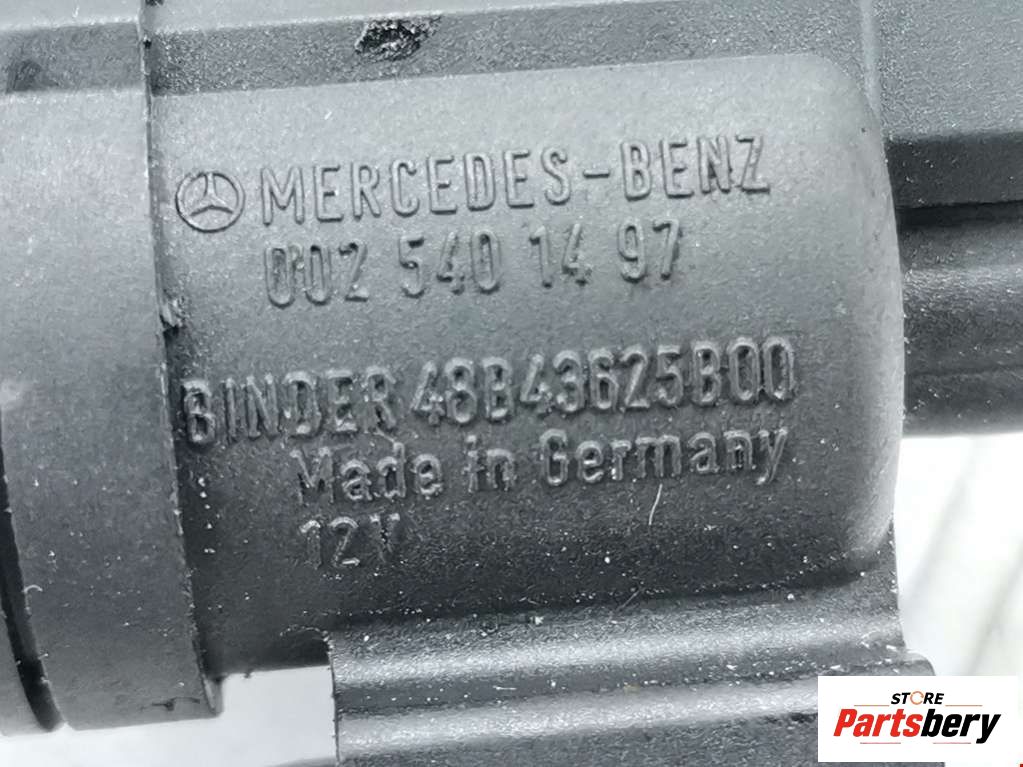 MERCEDES-BENZ
002 540 14 97
BINDER 48B43625B00
Made in Germany
12V
STORE
Partsbery